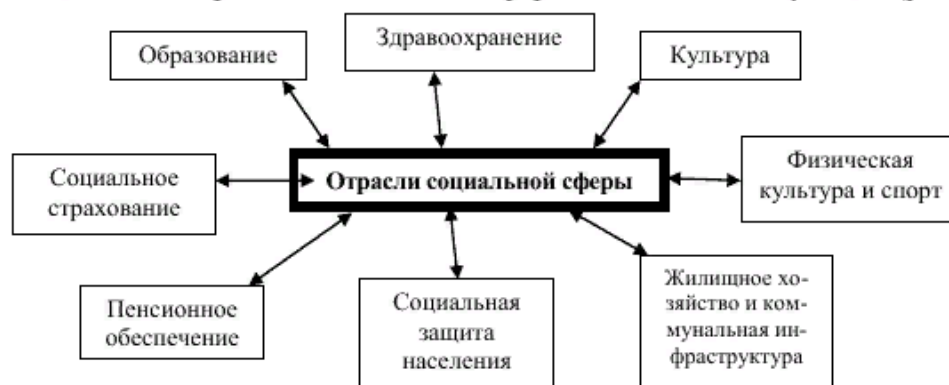 Образование
Здравоохранение
Культура
Социальное
страхование
Отрасли социальной сферы
Физическая
культура и спорт
Пенсионное
обеспечение
Социальная
защита
населения
Жилищное хо-
зяйство и ком-
мунальная ин-
фраструктура